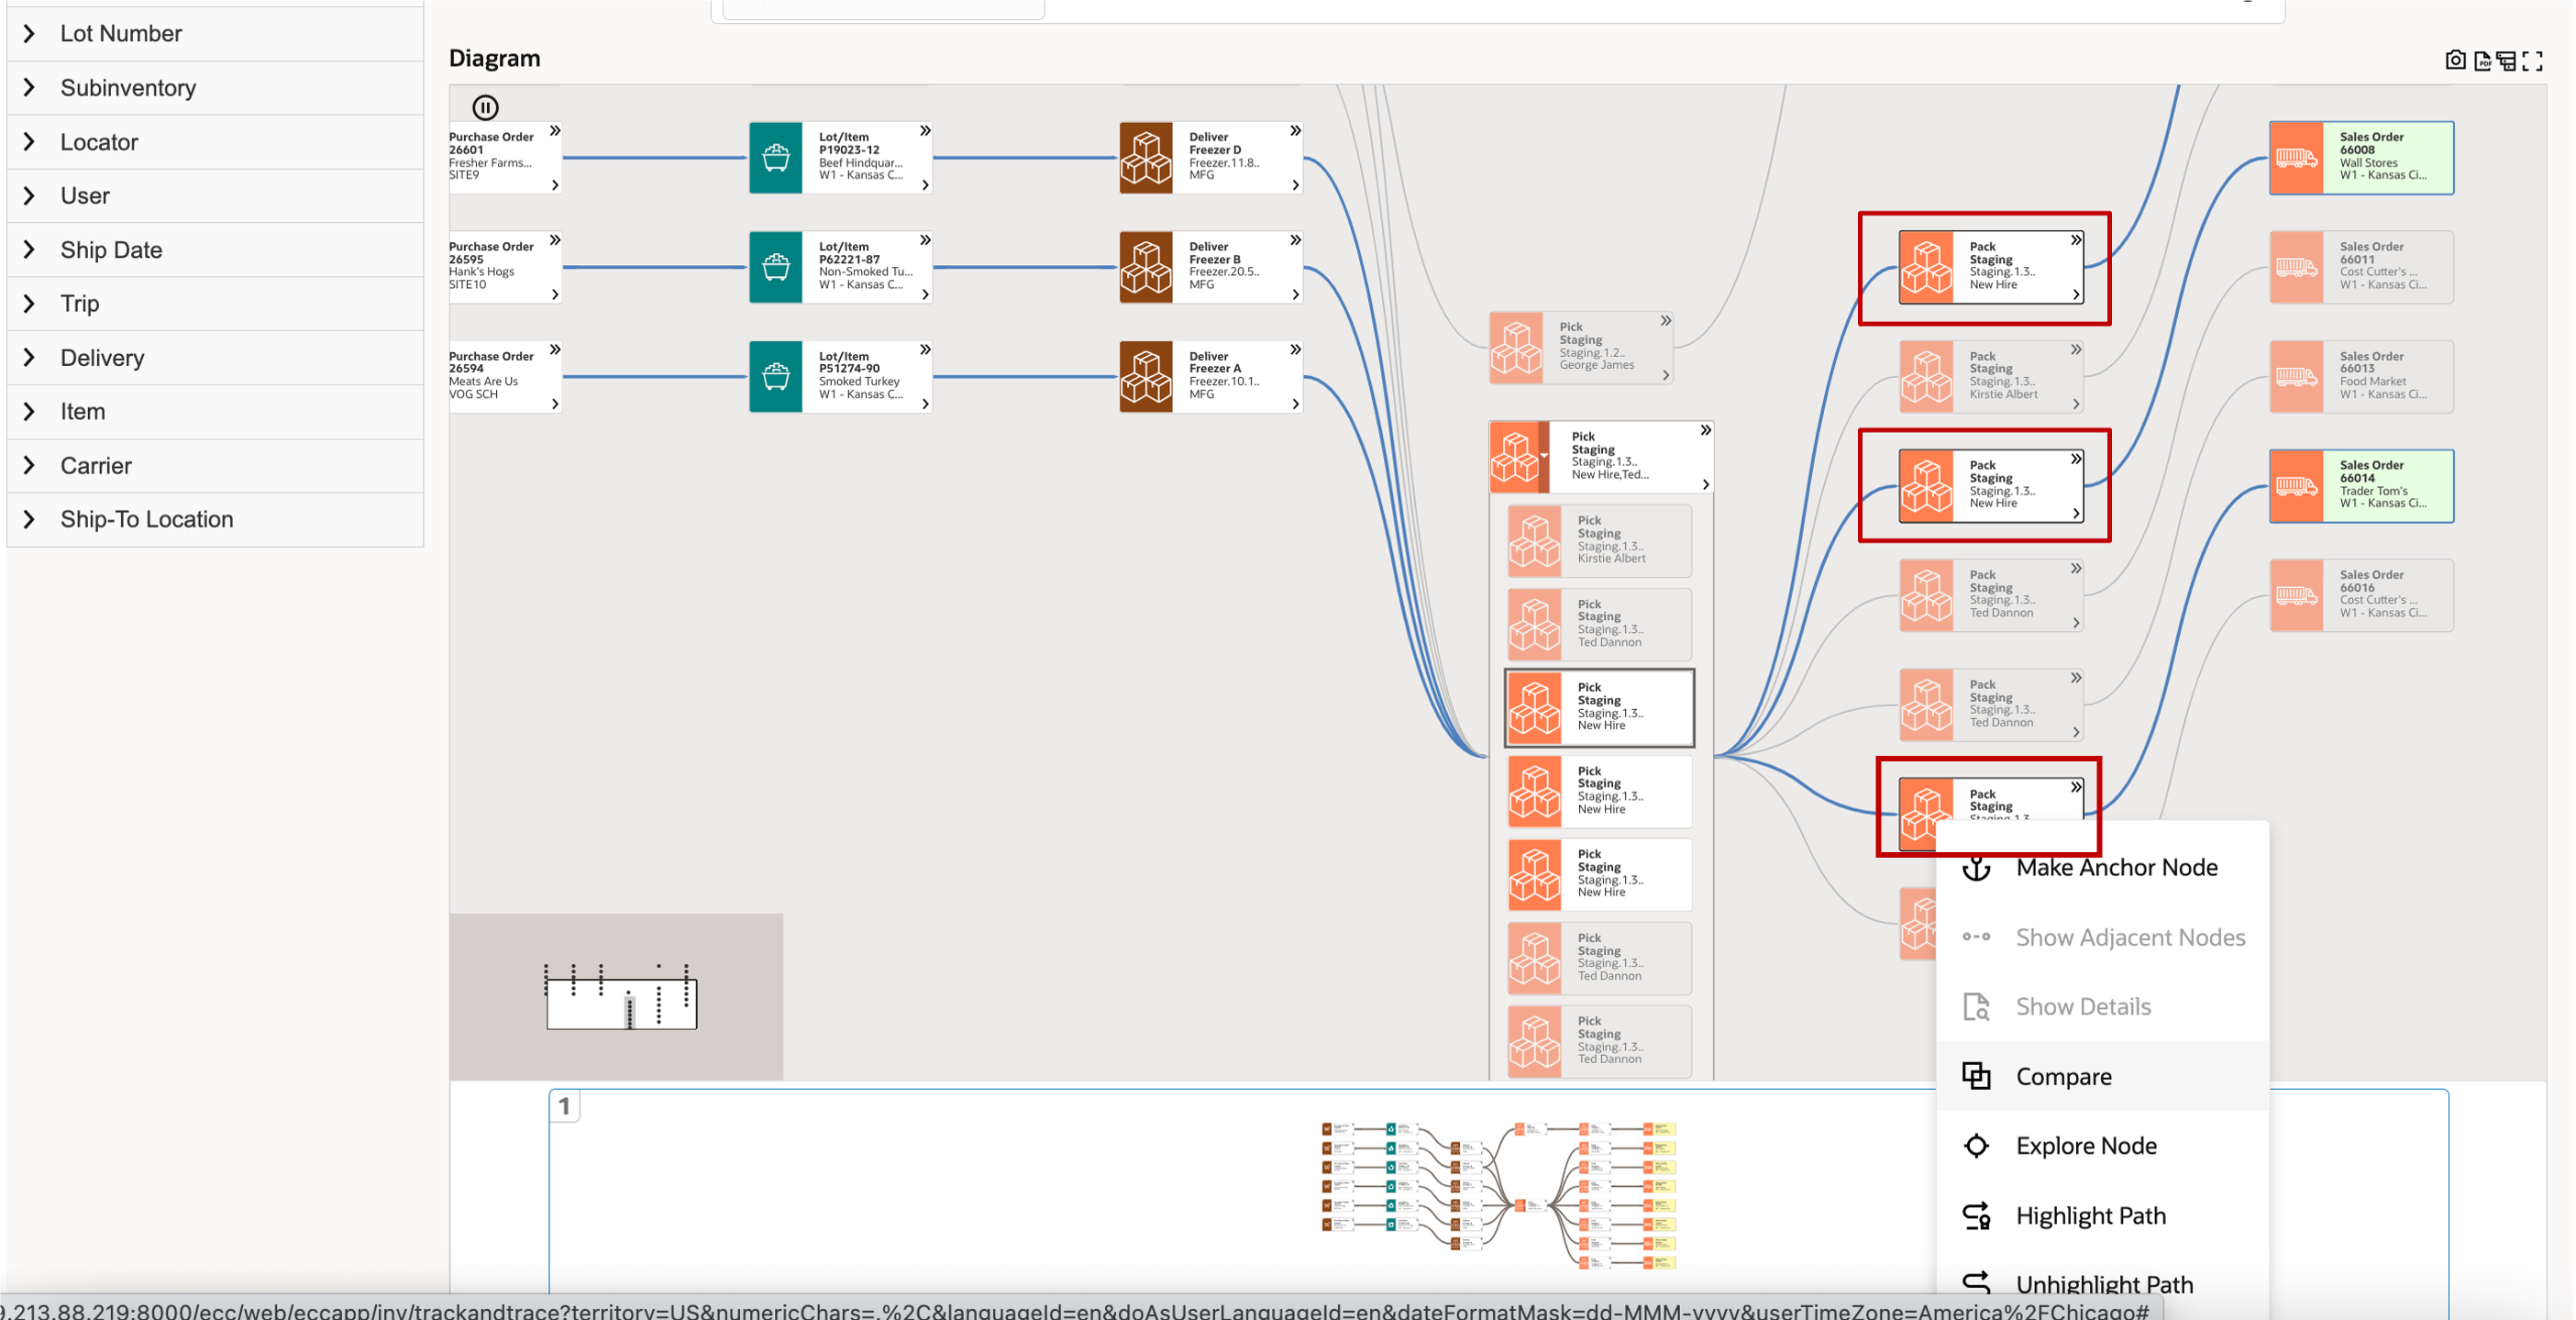 Lot Number
Subinventory
Locator
User
Ship Date
Trip
Delivery
Item
Carrier
Ship-To Location
Diagram
PDF
Purchase Order
26601
Fresher Farms...
SITE9
Lot/Item
P19023-12
Beef Hindquar...
W1 - Kansas C...
Deliver
Freezer D
Freezer.11.8..
MFG
Purchase Order
26595
Hank's Hogs
SITE10
Lot/Item
P62221-87
Non-Smoked Tu...
W1 - Kansas C...
Deliver
Freezer B
Freezer.20.5..
MFG
Purchase Order
26594
Meats Are Us
VOG SCH
Lot/Item
P51274-90
Smoked Turkey
W1 - Kansas C...
Deliver
Freezer A
Freezer.10.1..
MFG
Pick
Staging
Staging.1.2..
George James
Pick
Staging
Staging.1.3..
New Hire,Ted...
Pick
Staging
Staging.1.3..
Kirstie Albert
Pick
Staging
Staging.1.3..
Ted Dannon
Pick
Staging
Staging.1.3..
New Hire
Pick
Staging
Staging.1.3..
New Hire
Pick
Staging
Staging.1.3..
New Hire
Pick
Staging
Staging.1.3..
Ted Dannon
Pick
Staging
Staging.1.3..
Ted Dannon
Pack
Staging
Staging.1.3..
New Hire
Pack
Staging
Staging.1.3..
Kirstie Albert
Pack
Staging
Staging.1.3..
New Hire
Pack
Staging
Staging.1.3..
Ted Dannon
Pack
Staging
Staging.1.3..
Ted Dannon
Pack
Staging
Staging.1.3
Sales Order
66008
Wall Stores
W1 - Kansas Ci...
Sales Order
66011
Cost Cutter's ...
W1 - Kansas Ci...
Sales Order
66013
Food Market
W1 - Kansas Ci...
Sales Order
66014
Trader Tom's
W1 - Kansas Ci...
Sales Order
66016
Cost Cutter's ...
W1 - Kansas Ci...
Make Anchor Node
Show Adjacent Nodes
Show Details
Compare
Explore Node
Highlight Path
Unhighlight Path
1
9.213.88.219:8000/ecc/web/eccapp/inv/trackandtrace?territory=US&numericChars=.%2C&languageId=en&doAsUserLanguageId=en&dateFormatMask=dd-MMM-yyyy&userTimeZone=America%2FChicago#